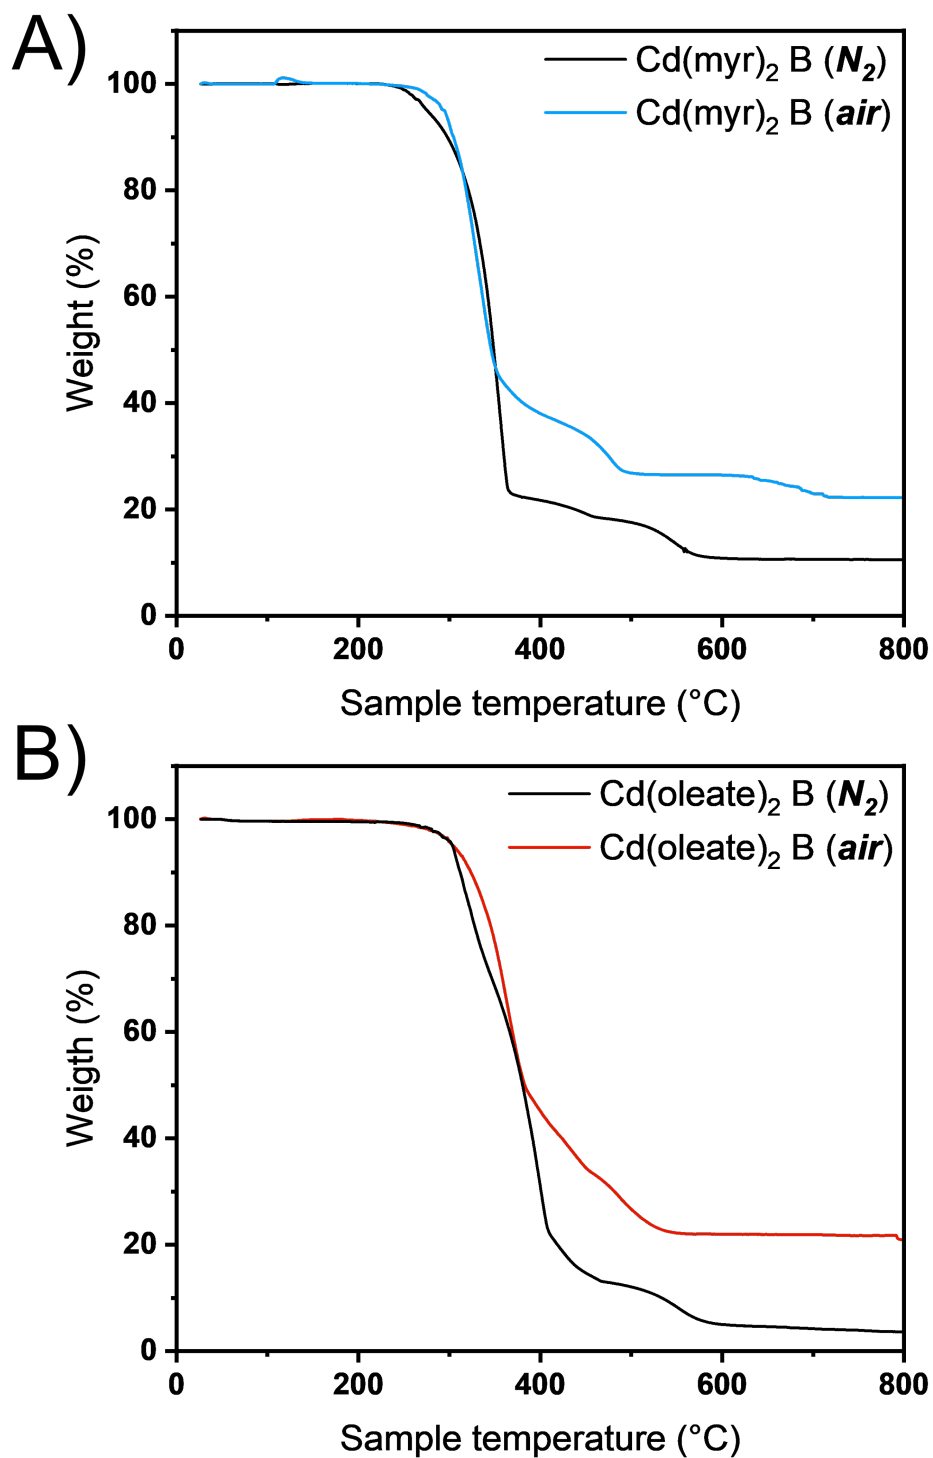 A)
Cd(myr)₂ B (N₂)
Cd(myr)₂ B (air)
100
80
60
40
20
0
Weight (%)
0 200 400 600 800
Sample temperature (°C)
B)
Cd(oleate)₂ B (N₂)
Cd(oleate)₂ B (air)
100
80
60
40
20
0
Weigth (%)
0 200 400 600 800
Sample temperature (°C)